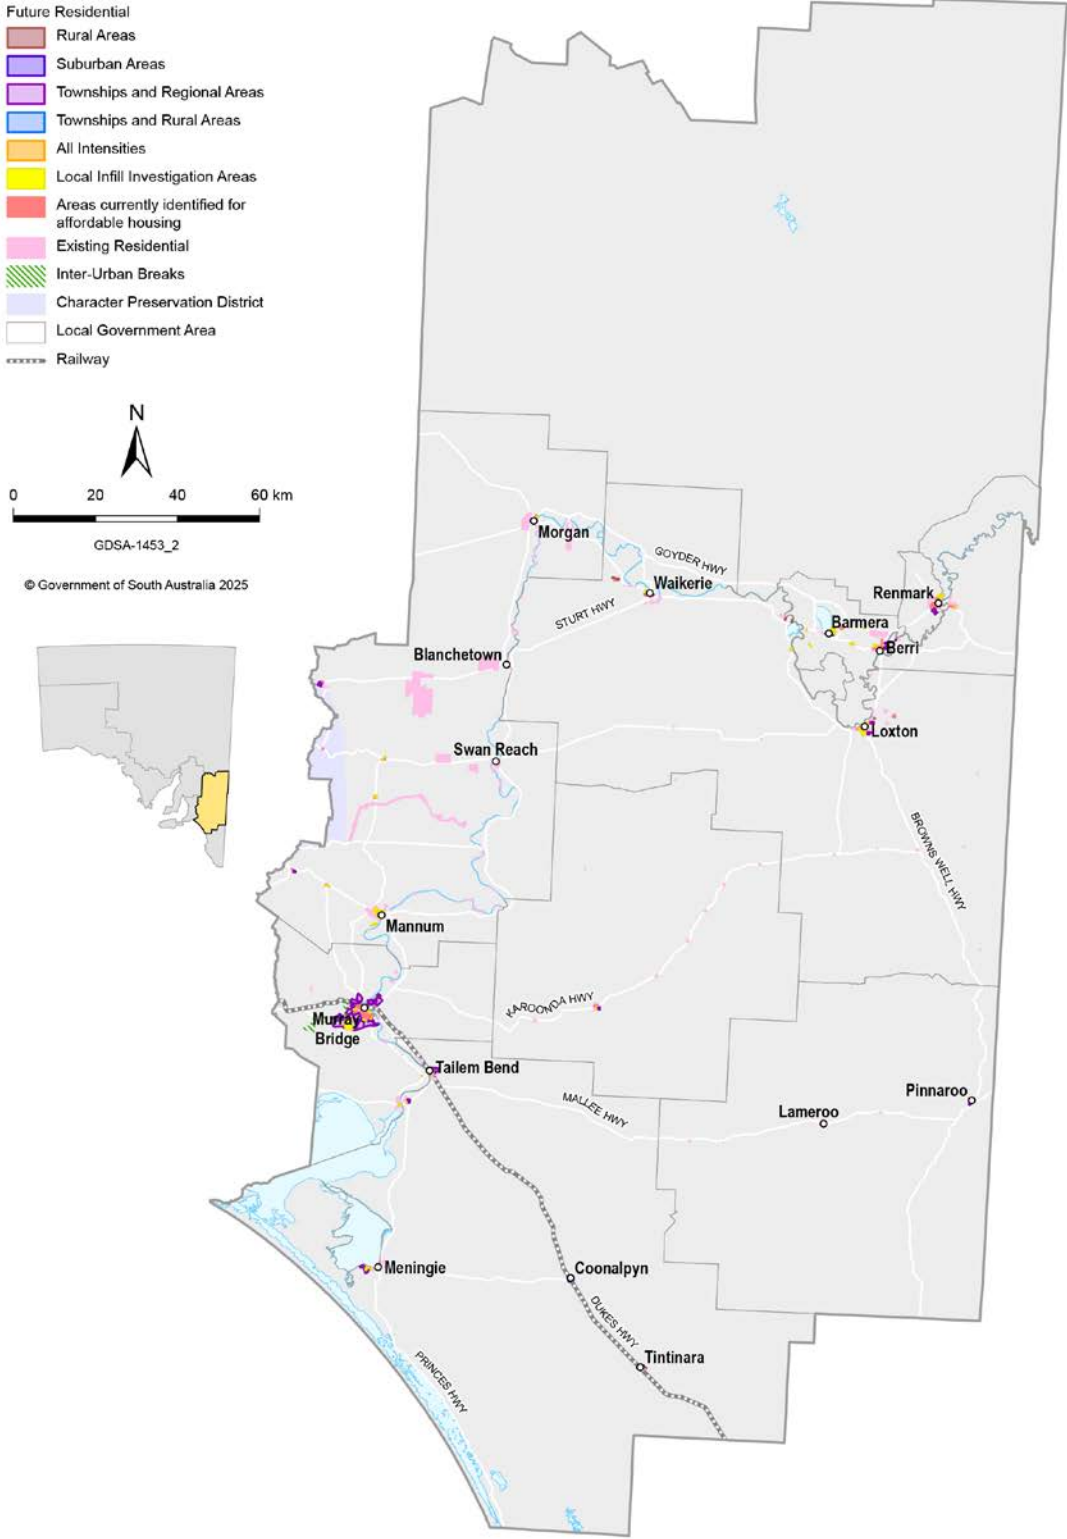 Future Residential
Rural Areas
Suburban Areas
Townships and Regional Areas
Townships and Rural Areas
All Intensities
Local Infill Investigation Areas
Areas currently identified for
affordable housing
Existing Residential
Inter-Urban Breaks
Character Preservation District
Local Government Area
Railway
N
0 20 40 60 km
GDSA-1453_2
© Government of South Australia 2025
Morgan
GOYDER HWY
Waikerie
Renmark
STURT HWY
Barmera
Berri
Blanchetown
Loxton
Swan Reach
BROWNS WELL HWY
Mannum
KAROONDA HWY
Murray
Bridge
Tailem Bend
Pinnaroo
MALLEE HWY
Lameroo
Meningie
Coonalpyn
DUKES HWY
Tintinara
PRINCES HWY